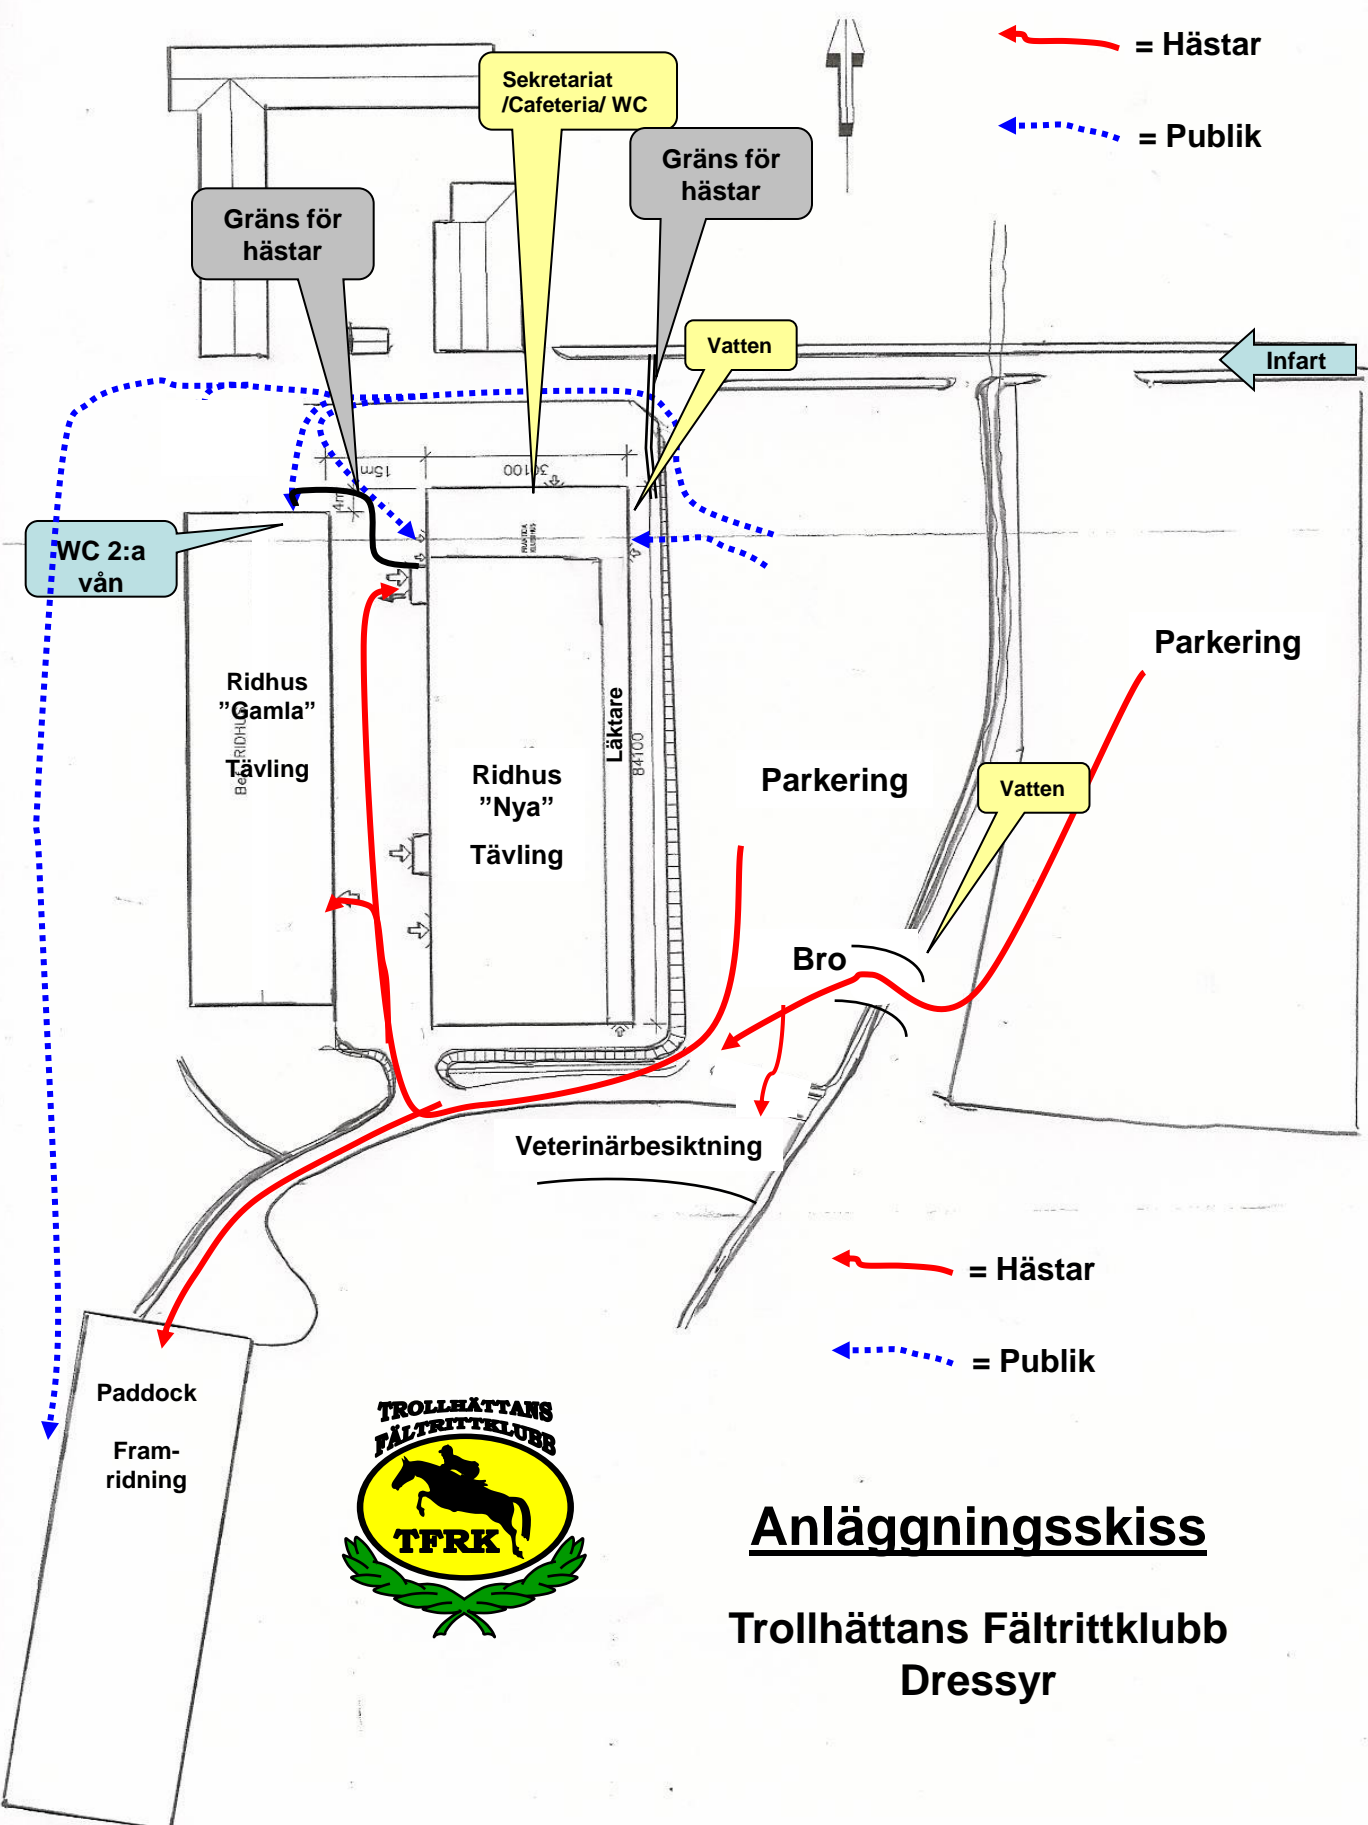 = Hästar
= Publik
Sekretariat
/Cafeteria/ WC
Gräns för
hästar
Gräns för
hästar
Vatten
Infart
15m
30100
4m
WC 2:a
vån
Parkering
Ridhus
”Gamla”
Tävling
RIDHUS
Läktare
84100
Ridhus
”Nya”
Tävling
Parkering
Vatten
Bro
Veterinärbesiktning
= Hästar
= Publik
Paddock
Fram-
ridning
TROLLHÄTTANS
FÄLTRITTKLUBB
TFRK
Anläggningsskiss
Trollhättans Fältrittklubb
Dressyr